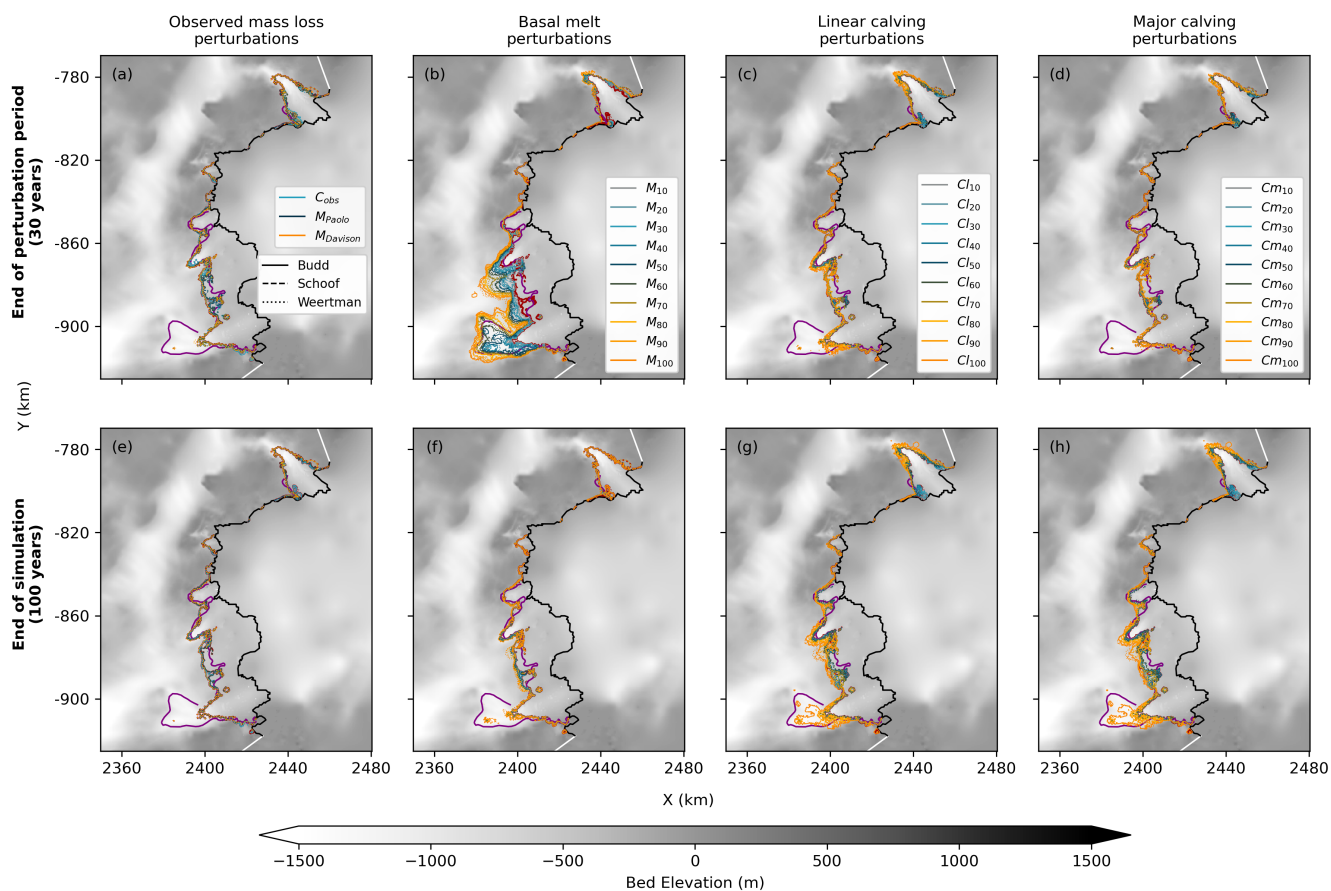 Observed mass loss
perturbations
Basal melt
perturbations
Linear calving
perturbations
Major calving
perturbations
End of perturbation period
(30 years)
(a)
(b)
(c)
(d)
-780
-820
-860
-900
C_obs
M_Paolo
M_Davison
Budd
Schoof
Weertman
M_10
M_20
M_30
M_40
M_50
M_60
M_70
M_80
M_90
M_100
Cl_10
Cl_20
Cl_30
Cl_40
Cl_50
Cl_60
Cl_70
Cl_80
Cl_90
Cl_100
Cm_10
Cm_20
Cm_30
Cm_40
Cm_50
Cm_60
Cm_70
Cm_80
Cm_90
Cm_100
Y (km)
End of simulation
(100 years)
(e)
(f)
(g)
(h)
-780
-820
-860
-900
2360 2400 2440 2480
2360 2400 2440 2480
2360 2400 2440 2480
2360 2400 2440 2480
X (km)
−1500 −1000 −500 0 500 1000 1500
Bed Elevation (m)